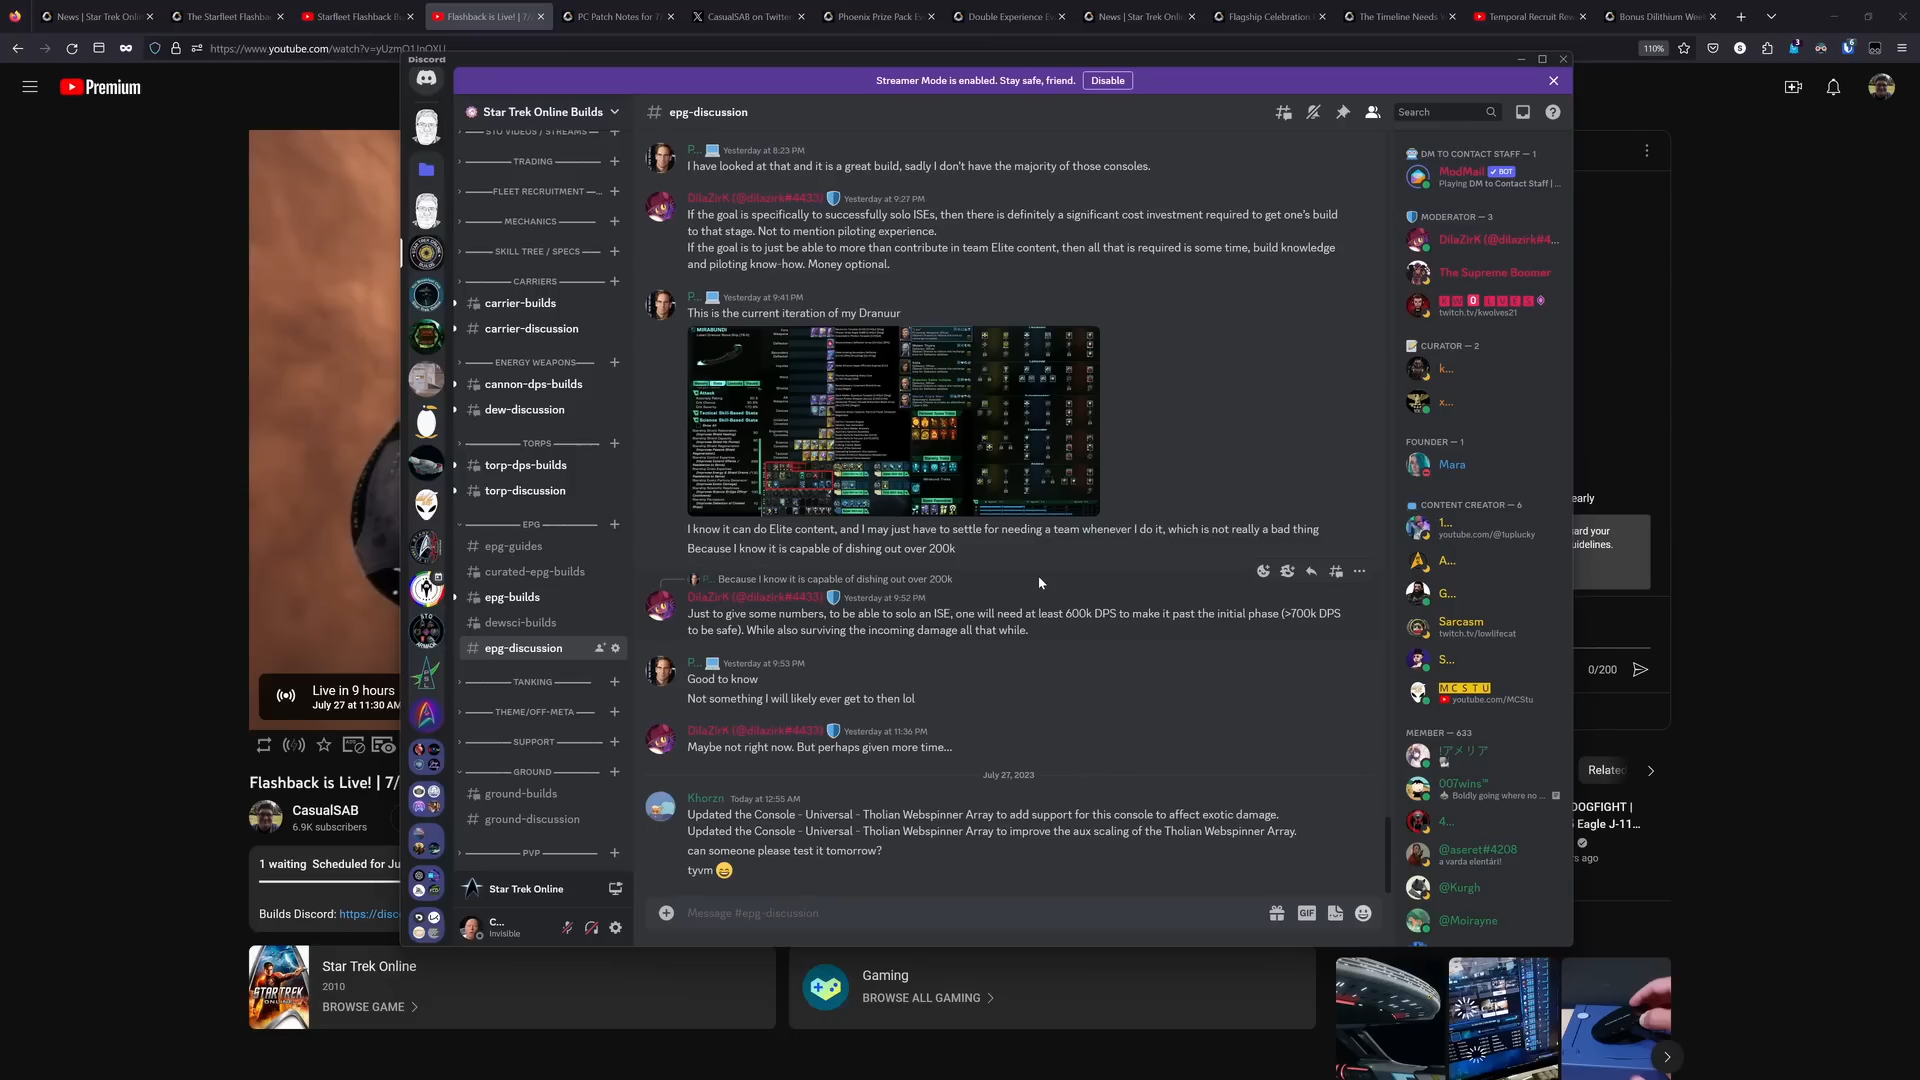 News | Star Trek Onli
The Starfleet Flashba
Starfleet Flashback B
Flashback is Live! | 7/
PC Patch Notes for 7/
CasualSAB on Twitter
Phoenix Prize Pack Ev
Double Experience Ev
News | Star Trek Onli
Flagship Celebration
The Timeline Needs Y
Temporal Recruit Rew
Bonus Dilithium Week
https://www.youtube.com/watch?v=yUzmO1JnOXU
110%
Premium
Discord
Streamer Mode is enabled. Stay safe, friend.
Disable
Star Trek Online Builds
epg-discussion
Search
STO VIDEOS / STREAMS
TRADING
FLEET RECRUITMENT —...
MECHANICS
SKILL TREE / SPECS
CARRIERS
carrier-builds
carrier-discussion
ENERGY WEAPONS
cannon-dps-builds
dew-discussion
TORPS
torp-dps-builds
torp-discussion
EPG
epg-guides
curated-epg-builds
epg-builds
dewsci-builds
epg-discussion
TANKING
THEME/OFF-META
SUPPORT
GROUND
ground-builds
ground-discussion
PVP
Star Trek Online
C...
Invisible
P... Yesterday at 8:23 PM
I have looked at that and it is a great build, sadly I don't have the majority of those consoles.
DilaZirK (@dilazirk#4433) Yesterday at 9:27 PM
If the goal is specifically to successfully solo ISEs, then there is definitely a significant cost investment required to get one's build
to that stage. Not to mention piloting experience.
If the goal is to just be able to more than contribute in team Elite content, then all that is required is some time, build knowledge
and piloting know-how. Money optional.
P... Yesterday at 9:41 PM
This is the current iteration of my Dranuur
MIRABUNDI
I know it can do Elite content, and I may just have to settle for needing a team whenever I do it, which is not really a bad thing
Because I know it is capable of dishing out over 200k
P... Because I know it is capable of dishing out over 200k
DilaZirK (@dilazirk#4433) Yesterday at 9:52 PM
Just to give some numbers, to be able to solo an ISE, one will need at least 600k DPS to make it past the initial phase (>700k DPS
to be safe). While also surviving the incoming damage all that while.
P... Yesterday at 9:53 PM
Good to know
Not something I will likely ever get to then lol
DilaZirK (@dilazirk#4433) Yesterday at 11:36 PM
Maybe not right now. But perhaps given more time...
July 27, 2023
Khorzn Today at 12:55 AM
Updated the Console - Universal - Tholian Webspinner Array to add support for this console to affect exotic damage.
Updated the Console - Universal - Tholian Webspinner Array to improve the aux scaling of the Tholian Webspinner Array.
can someone please test it tomorrow?
tyvm
Message #epg-discussion
GIF
DM TO CONTACT STAFF — 1
ModMail BOT
Playing DM to Contact Staff | ...
MODERATOR — 3
DilaZirK (@dilazirk#4...
The Supreme Boomer
K W O L V E S
twitch.tv/kwolves21
CURATOR — 2
k...
x...
FOUNDER — 1
Mara
CONTENT CREATOR — 6
1...
youtube.com/@1uplucky
A...
G...
Sarcasm
twitch.tv/lowlifecat
S...
MCSTU
youtube.com/MCStu
MEMBER — 633
!アメリア
007wins™
Boldly going where no ...
4...
@aseret#4208
a varda elentári!
@Kurgh
@Moirayne
Live in 9 hours
July 27 at 11:30 AM
Flashback is Live! | 7/
CasualSAB
6.9K subscribers
1 waiting Scheduled for Ju
Builds Discord: https://disc
Star Trek Online
2010
BROWSE GAME
STAR TREK
ONLINE
Gaming
BROWSE ALL GAMING
early
ard your
uidelines.
0/200
Related
DOGFIGHT |
Eagle J-11...
rs ago